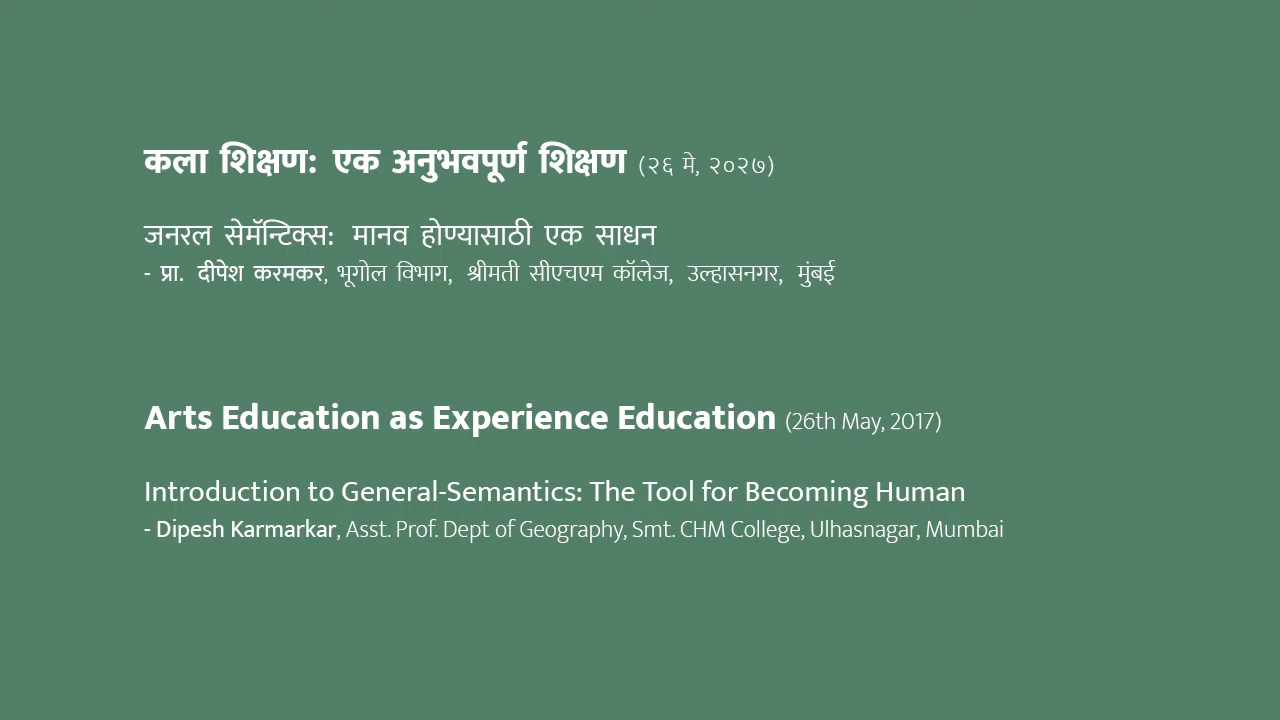 कला शिक्षण: एक अनुभवपूर्ण शिक्षण (२६ मे, २०२७)
जनरल सेमॅन्टिक्स: मानव होण्यासाठी एक साधन
- प्रा. दीपेश करमकर, भूगोल विभाग, श्रीमती सीएचएम कॉलेज, उल्हासनगर, मुंबई
Arts Education as Experience Education (26th May, 2017)
Introduction to General-Semantics: The Tool for Becoming Human
- Dipesh Karmarkar, Asst. Prof. Dept of Geography, Smt. CHM College, Ulhasnagar, Mumbai